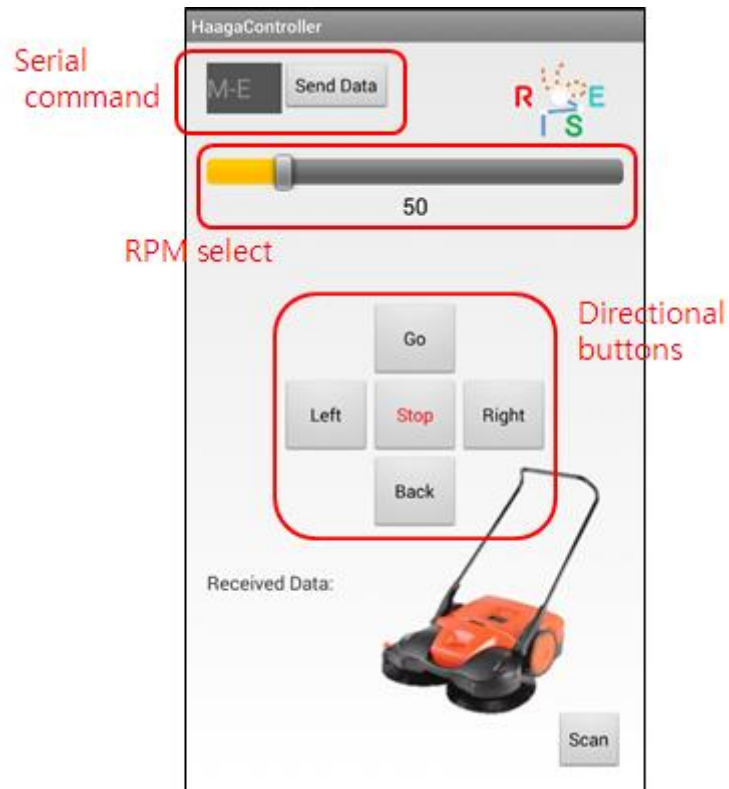 HaagaController
Serial
command
M-E
Send Data
R I S E
50
RPM select
Directional
buttons
Go
Left
Stop
Right
Back
Received Data:
Scan